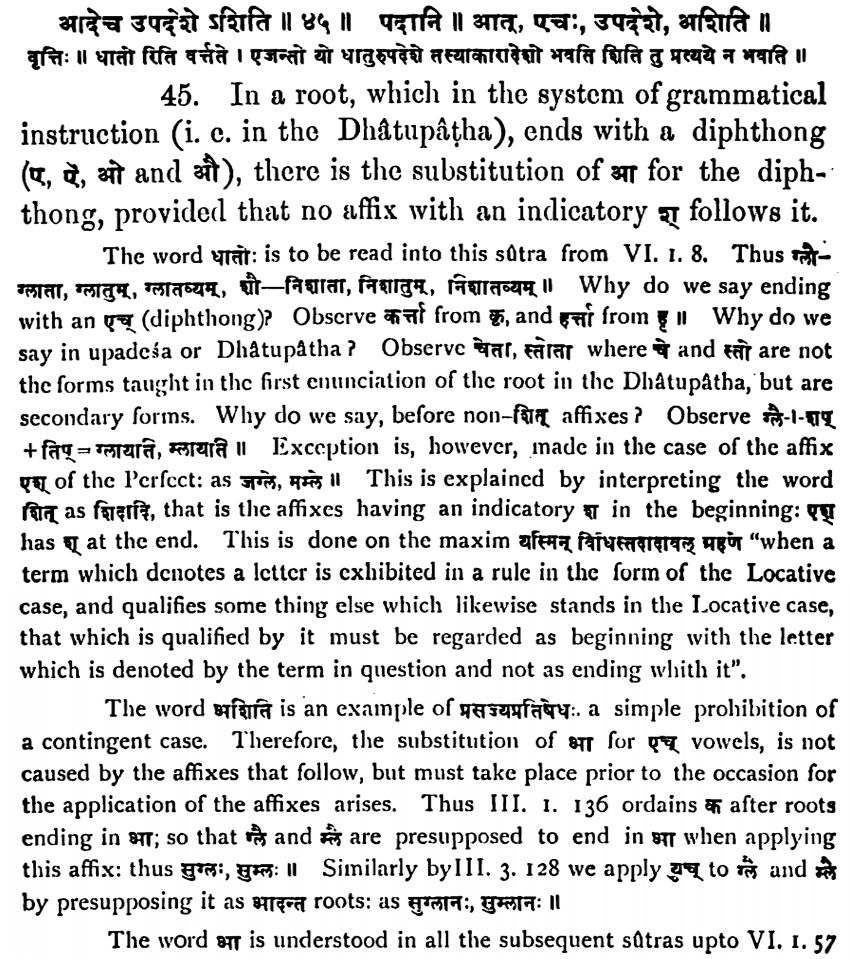 आदेच उपदेशे ऽशिति ॥ ४५ ॥ पदानि ॥ आत्, एचः, उपदेशे, अशिति ॥
वृत्तिः ॥ धातो रिति वर्त्तते । एजन्तो यो धातुरुपदेशे तस्याकारादेशो भवति शिति तु प्रत्यये न भवति ॥
45. In a root, which in the system of grammatical
instruction (i. e. in the Dhâtupâṭha), ends with a diphthong
(ए, ऐ, ओ and औ), there is the substitution of आ for the diph-
thong, provided that no affix with an indicatory श् follows it.
The word धातोः is to be read into this sûtra from VI. 1. 8. Thus ग्लै-
ग्लाता, ग्लातुम्, ग्लातव्यम्, शो—निशाता, निशातुम्, निशातव्यम् ॥ Why do we say ending
with an एच् (diphthong)? Observe कर्त्ता from कृ, and हर्त्ता from हृ ॥ Why do we
say in upadeśa or Dhâtupâtha? Observe चेता, स्तोता where चे and स्तो are not
the forms taught in the first enunciation of the root in the Dhâtupâtha, but are
secondary forms. Why do we say, before non-शित् affixes? Observe ग्लै+शप्
+तिप्=ग्लायति, म्लायति ॥ Exception is, however, made in the case of the affix
एश् of the Perfect: as जग्ले, मम्ले ॥ This is explained by interpreting the word
शित् as शिदादि, that is the affixes having an indicatory श in the beginning: एश्
has श् at the end. This is done on the maxim यस्मिन् विधिस्तदादावल् ग्रहणे "when a
term which denotes a letter is exhibited in a rule in the form of the Locative
case, and qualifies some thing else which likewise stands in the Locative case,
that which is qualified by it must be regarded as beginning with the letter
which is denoted by the term in question and not as ending whith it".
The word अशिति is an example of प्रसज्यप्रतिषेधः. a simple prohibition of
a contingent case. Therefore, the substitution of आ for एच् vowels, is not
caused by the affixes that follow, but must take place prior to the occasion for
the application of the affixes arises. Thus III. 1. 136 ordains क after roots
ending in आ; so that ग्लै and म्लै are presupposed to end in आ when applying
this affix: thus सुग्लः, सुम्लः ॥ Similarly by III. 3. 128 we apply युच् to ग्लै and म्लै
by presupposing it as आदन्त roots: as सुग्लानः, सुम्लानः ॥
The word आ is understood in all the subsequent sûtras upto VI. 1. 57